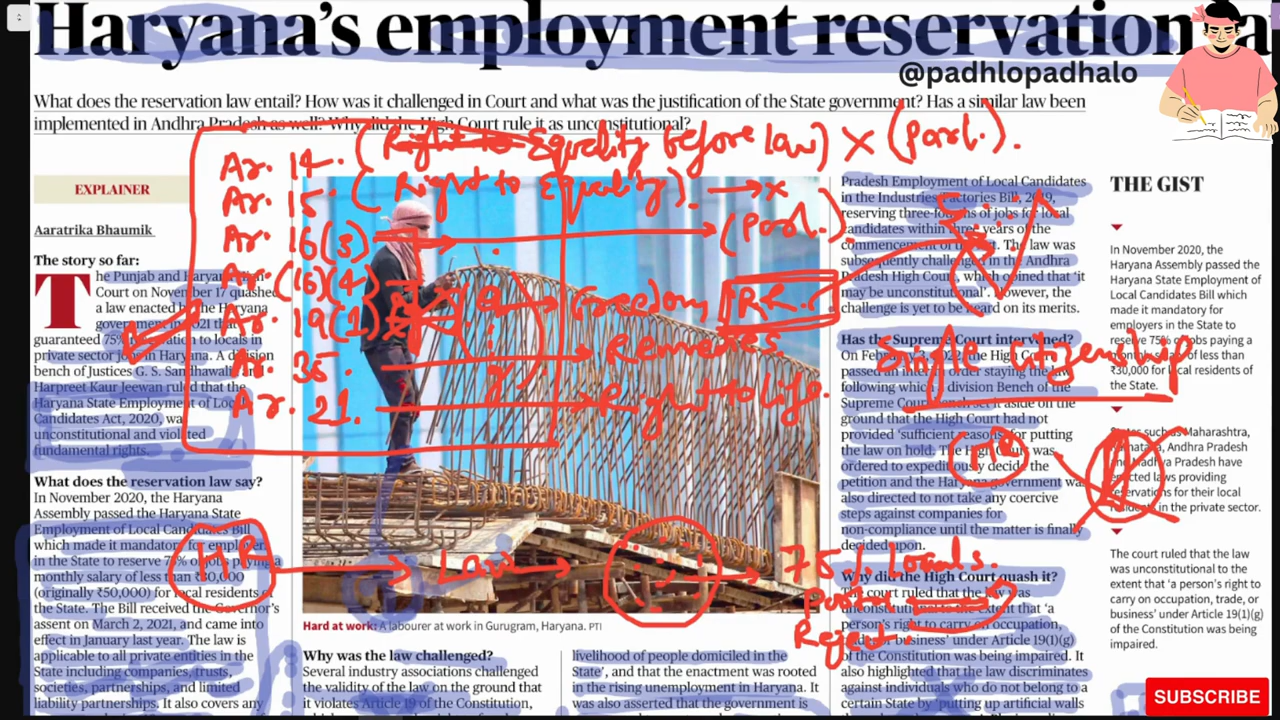 Haryana's employment reservation
@padhlopadhalo
What does the reservation law entail? How was it challenged in Court and what was the justification of the State government? Has a similar law been
implemented in Andhra Pradesh as well? Why did the High Court rule it as unconstitutional?
EXPLAINER
Aaratrika Bhaumik
The story so far:
The Punjab and Haryana High
Court on November 17 quashed
a law enacted by the Haryana
government in 2021 that
guaranteed 75% reservation to locals in
private sector jobs in Haryana. A division
bench of Justices G. S. Sandhawalia and
Harpreet Kaur Jeewan ruled that the
Haryana State Employment of Local
Candidates Act, 2020, was
unconstitutional and violated
fundamental rights.
What does the reservation law say?
In November 2020, the Haryana
Assembly passed the Haryana State
Employment of Local Candidates Bill
which made it mandatory for employers
in the State to reserve 75% of jobs paying a
monthly salary of less than ₹30,000
(originally ₹50,000) for local residents of
the State. The Bill received the Governor's
assent on March 2, 2021, and came into
effect in January last year. The law is
applicable to all private entities in the
State including companies, trusts,
societies, partnerships, and limited
liability partnerships. It also covers any
Ar. 14. (Right to Equality before law) × (Parl.).
Ar. 15 (Right to Equality). → ×
Ar. 16(3) → (Parl.)
Ar. (16)(4)
Ar. 19(1) (g) → Freedom, R.R.
Ar. 35. → Remedies.
Ar. 21. → Right to Life.
Single citizenship
HR → Law → 75% Locals.
Hard at work: A labourer at work in Gurugram, Haryana. PTI
Why was the law challenged?
Several industry associations challenged
the validity of the law on the ground that
it violates Article 19 of the Constitution,
livelihood of people domiciled in the
State', and that the enactment was rooted
in the rising unemployment in Haryana. It
was also asserted that the government is
Pradesh Employment of Local Candidates
in the Industries/Factories Bill, 2019,
reserving three-fourths of jobs for local
candidates within three years of the
commencement of the Act. The law was
subsequently challenged in the Andhra
Pradesh High Court, which opined that 'it
may be unconstitutional'. However, the
challenge is yet to be heard on its merits.
Has the Supreme Court intervened?
On February 3, 2022, the High Court
passed an interim order staying the law
following which a division Bench of the
Supreme Court bench set it aside on the
ground that the High Court had not
provided 'sufficient reasons' for putting
the law on hold. The High Court was
ordered to expeditiously decide the
petition and the Haryana government was
also directed to not take any coercive
steps against companies for
non-compliance until the matter is finally
decided upon.
Why did the High Court quash it?
The court ruled that the law was
unconstitutional to the extent that 'a
person's right to carry on occupation,
trade, or business' under Article 19(1)(g)
of the Constitution was being impaired. It
also highlighted that the law discriminates
against individuals who do not belong to a
certain State by 'putting up artificial walls
THE GIST
In November 2020, the
Haryana Assembly passed the
Haryana State Employment of
Local Candidates Bill which
made it mandatory for
employers in the State to
reserve 75% of jobs paying a
monthly salary of less than
₹30,000 for local residents of
the State.
States such as Maharashtra,
Karnataka, Andhra Pradesh
and Madhya Pradesh have
enacted laws providing
reservations for their local
residents in the private sector.
The court ruled that the law
was unconstitutional to the
extent that 'a person's right to
carry on occupation, trade, or
business' under Article 19(1)(g)
of the Constitution was being
impaired.
SUBSCRIBE